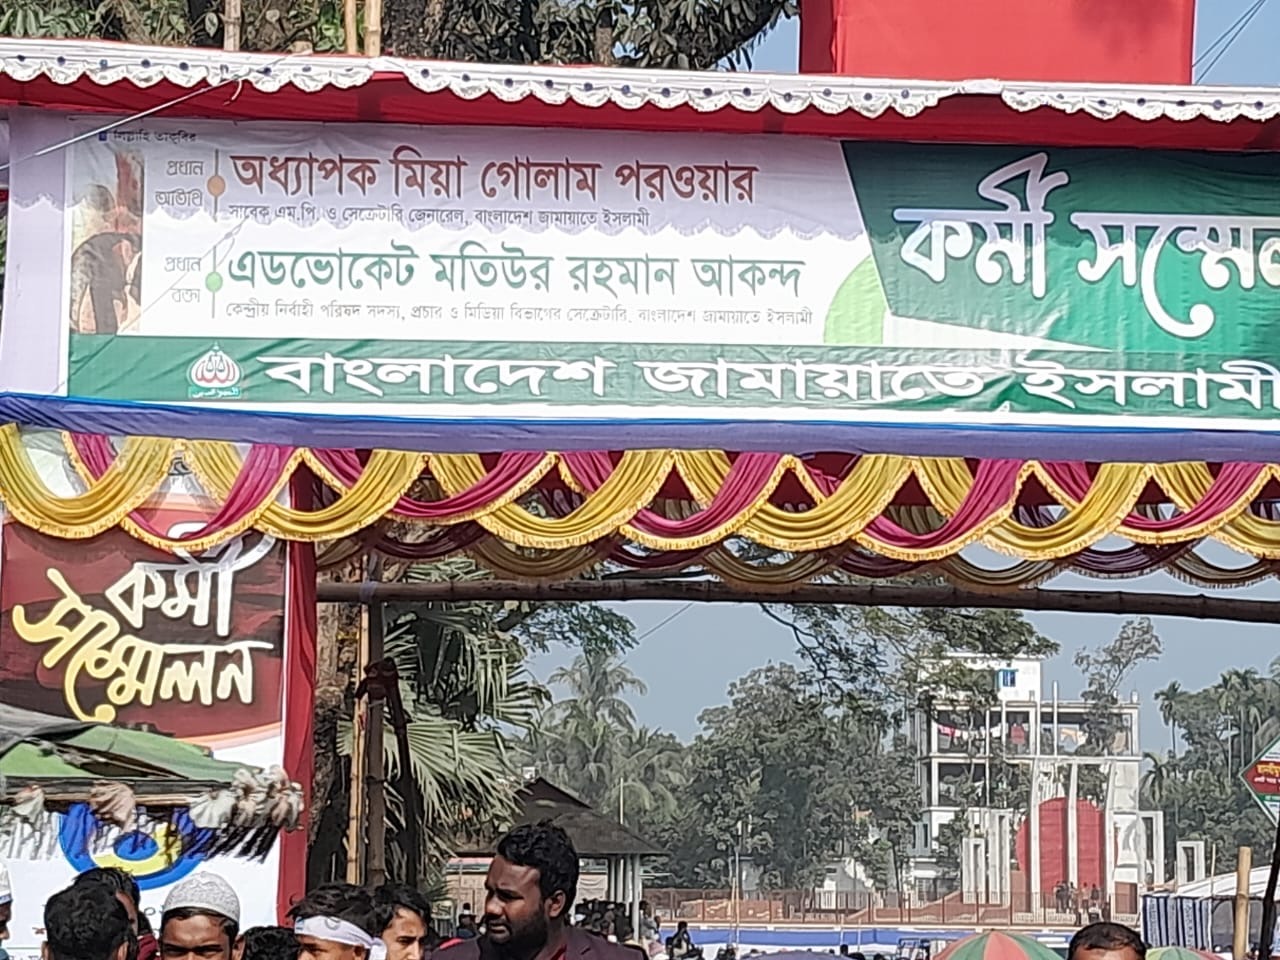 প্রধান অতিথি
অধ্যাপক মিয়া গোলাম পরওয়ার
সাবেক এম.পি. ও সেক্রেটারি জেনারেল, বাংলাদেশ জামায়াতে ইসলামী
প্রধান বক্তা
এডভোকেট মতিউর রহমান আকন্দ
কেন্দ্রীয় নির্বাহী পরিষদ সদস্য, প্রচার ও মিডিয়া বিভাগের সেক্রেটারি, বাংলাদেশ জামায়াতে ইসলামী
কর্মী
বাংলাদেশ জামায়াতে ইসলামী
কর্মী
সম্মেলন